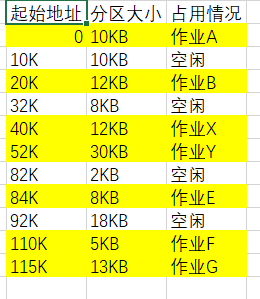 起始地址 分区大小 占用情况
0 10KB 作业A
10K 10KB 空闲
20K 12KB 作业B
32K 8KB 空闲
40K 12KB 作业X
52K 30KB 作业Y
82K 2KB 空闲
84K 8KB 作业E
92K 18KB 空闲
110K 5KB 作业F
115K 13KB 作业G